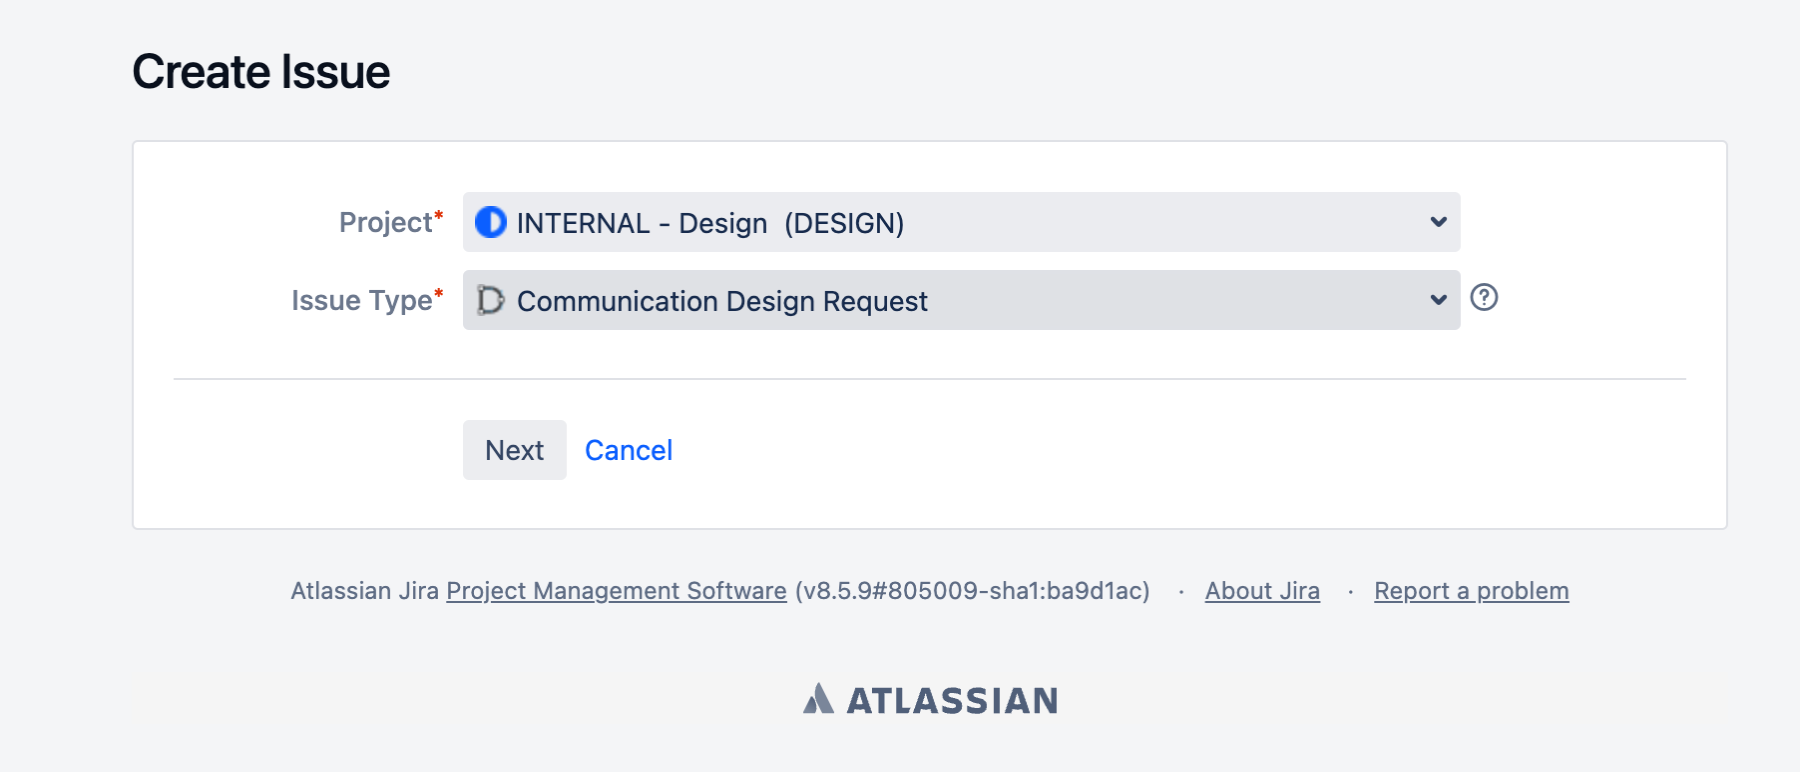 Create Issue
Project* INTERNAL - Design (DESIGN)
Issue Type* Communication Design Request
Next Cancel
Atlassian Jira Project Management Software (v8.5.9#805009-sha1:ba9d1ac) · About Jira · Report a problem
ATLASSIAN